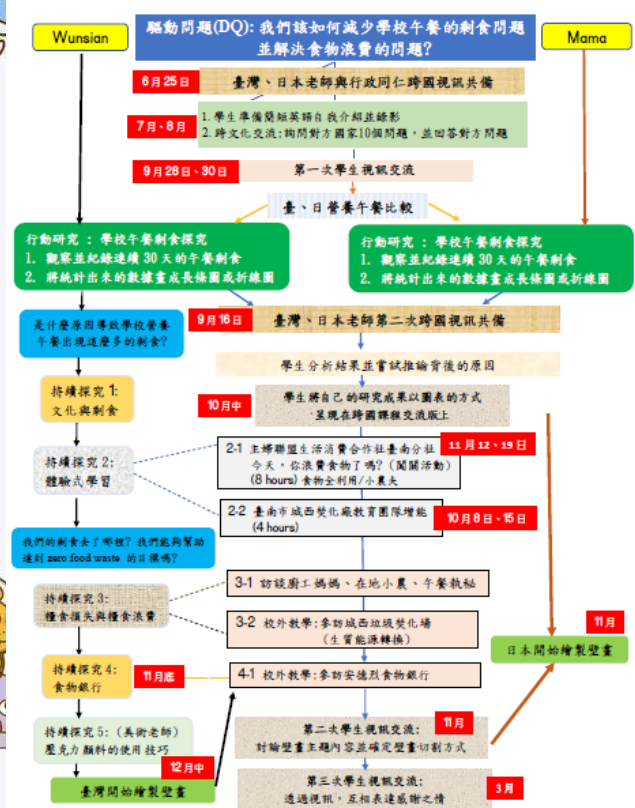 Wunsian
驅動問題(DQ): 我們該如何減少學校午餐的剩食問題
並解決食物浪費的問題?
Mama
6月25日
臺灣、日本老師與行政同仁跨國視訊共備
7月、8月
1. 學生準備簡短英語自我介紹並錄影
2. 跨文化交流: 詢問對方國家10個問題，並回答對方問題
9月28日、30日
第一次學生視訊交流
臺、日營養午餐比較
行動研究 : 學校午餐剩食探究
1. 觀察並紀錄連續 30 天的午餐剩食
2. 將統計出來的數據畫成長條圖或折線圖
行動研究 : 學校午餐剩食探究
1. 觀察並紀錄連續 30 天的午餐剩食
2. 將統計出來的數據畫成長條圖或折線圖
是什麼原因導致學校營養
午餐出現這麼多的剩食?
9月16日
臺灣、日本老師第二次跨國視訊共備
學生分析結果並嘗試推論背後的原因
持續探究 1:
文化與剩食
10月中
學生將自己的研究成果以圖表的方式
呈現在跨國課程交流版上
持續探究 2:
體驗式學習
2-1 主婦聯盟生活消費合作社臺南分社
今天，你浪費食物了嗎? (闖關活動)
(8 hours) 食物全利用/小農夫
11月12、19日
2-2 臺南市城西焚化廠教育團隊增能
(4 hours)
10月8日、15日
我們的剩食去了哪裡? 我們能夠幫助
達到 zero food waste 的目標嗎?
持續探究 3:
糧食損失與糧食浪費
3-1 訪談廚工媽媽、在地小農、午餐執秘
3-2 校外教學: 參訪城西垃圾焚化場
(生質能源轉換)
11月
日本開始繪製壁畫
持續探究 4:
食物銀行
11月底
4-1 校外教學: 參訪安德烈食物銀行
持續探究 5: (美術老師)
壓克力顏料的使用技巧
第二次學生視訊交流:
討論壁畫主題內容並確定壁畫切割方式
11月
12月中
臺灣開始繪製壁畫
第三次學生視訊交流:
透過視訊，互相表達感謝之情
3月